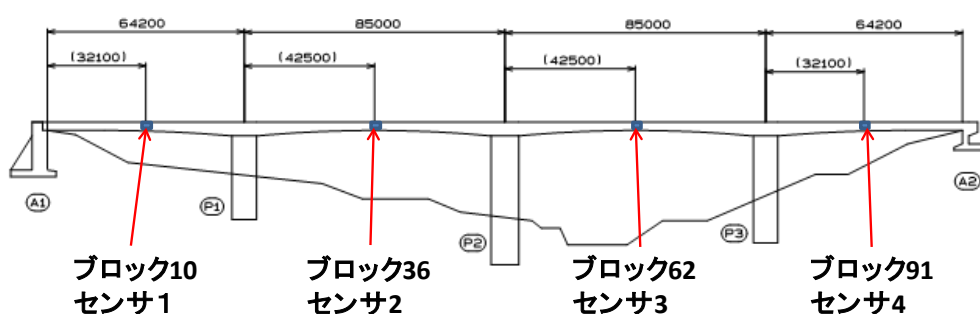 64200
85000
85000
64200
(32100)
(42500)
(42500)
(32100)
A1
P1
P2
P3
A2
ブロック10
センサ１
ブロック36
センサ2
ブロック62
センサ3
ブロック91
センサ4